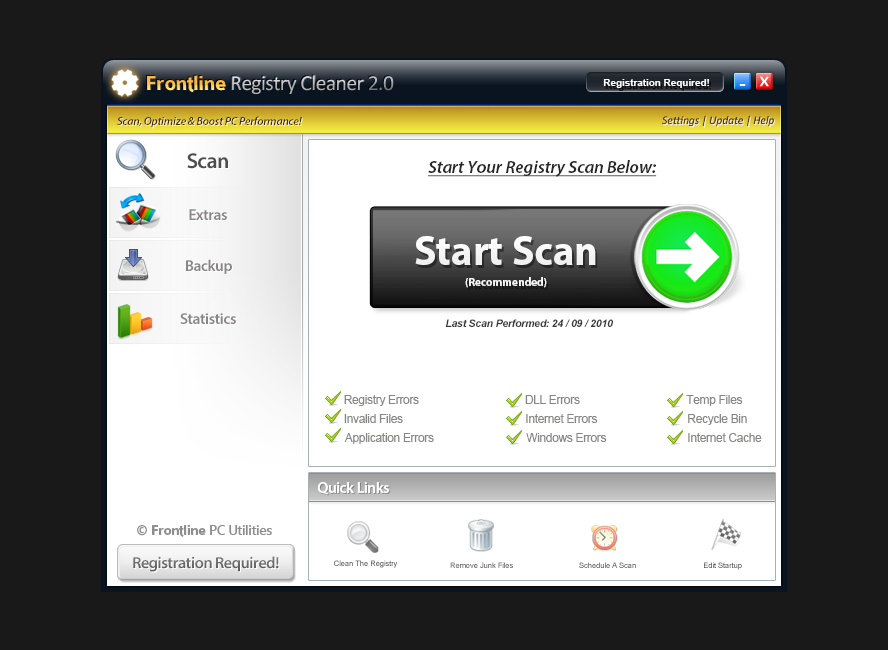 Frontline Registry Cleaner 2.0
Registration Required!
Scan, Optimize & Boost PC Performance!
Settings | Update | Help
Scan
Extras
Backup
Statistics
© Frontline PC Utilities
Registration Required!
Start Your Registry Scan Below:
Start Scan
(Recommended)
Last Scan Performed: 24 / 09 / 2010
Registry Errors
DLL Errors
Temp Files
Invalid Files
Internet Errors
Recycle Bin
Application Errors
Windows Errors
Internet Cache
Quick Links
Clean The Registry
Remove Junk Files
Schedule A Scan
Edit Startup